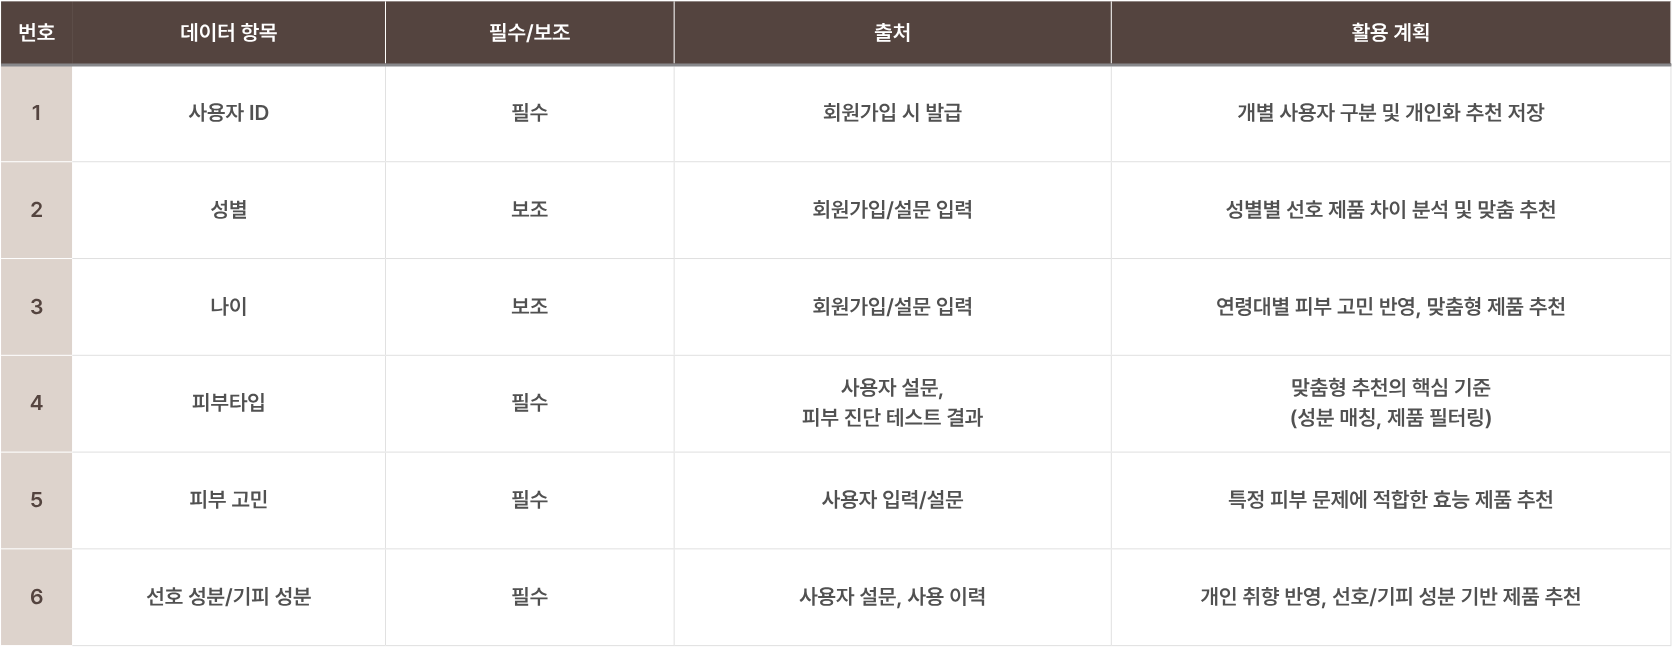 번호 데이터 항목 필수/보조 출처 활용 계획
1 사용자 ID 필수 회원가입 시 발급 개별 사용자 구분 및 개인화 추천 저장
2 성별 보조 회원가입/설문 입력 성별별 선호 제품 차이 분석 및 맞춤 추천
3 나이 보조 회원가입/설문 입력 연령대별 피부 고민 반영, 맞춤형 제품 추천
4 피부타입 필수 사용자 설문, 맞춤형 추천의 핵심 기준
피부 진단 테스트 결과 (성분 매칭, 제품 필터링)
5 피부 고민 필수 사용자 입력/설문 특정 피부 문제에 적합한 효능 제품 추천
6 선호 성분/기피 성분 필수 사용자 설문, 사용 이력 개인 취향 반영, 선호/기피 성분 기반 제품 추천